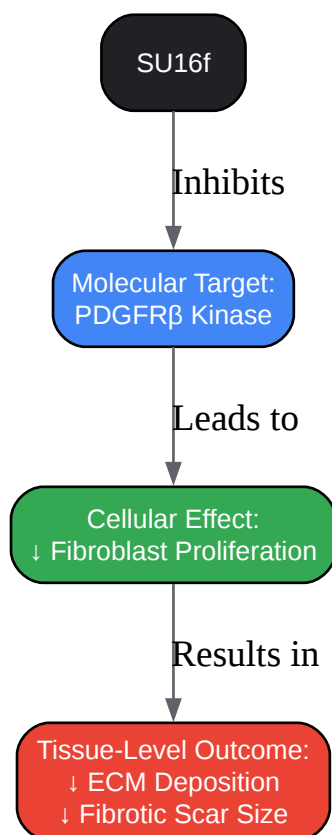 SU16f
Inhibits
Molecular Target:
PDGFRβ Kinase
Leads to
Cellular Effect:
↓ Fibroblast Proliferation
Results in
Tissue-Level Outcome:
↓ ECM Deposition
↓ Fibrotic Scar Size